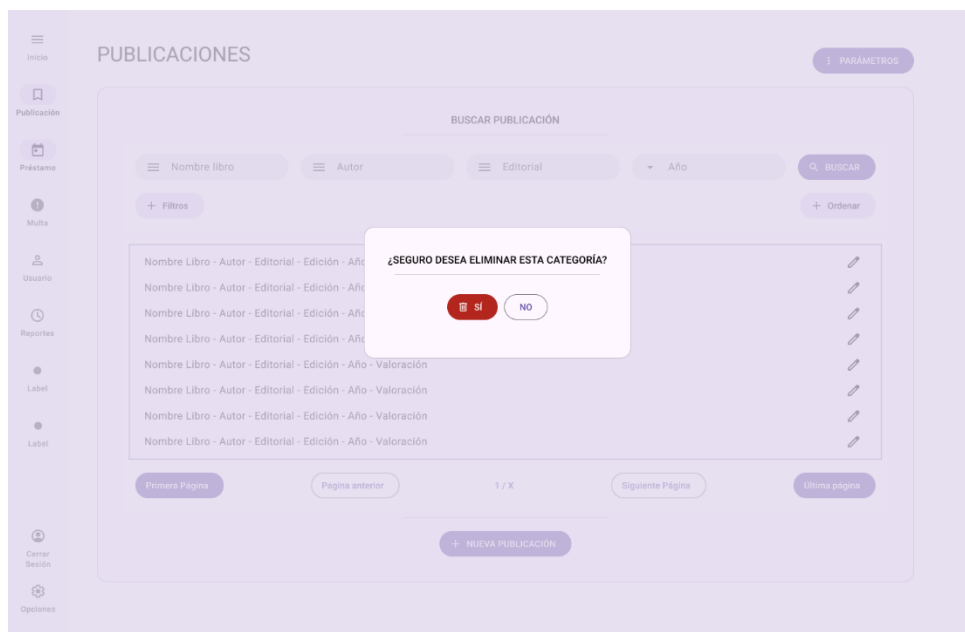 Inicio
Publicación
Préstamo
Multa
Usuario
Reportes
Label
Label
Cerrar
Sesión
Opciones
PUBLICACIONES
PARÁMETROS
BUSCAR PUBLICACIÓN
Nombre libro
Autor
Editorial
Año
BUSCAR
+ Filtros
+ Ordenar
¿SEGURO DESEA ELIMINAR ESTA CATEGORÍA?
SÍ
NO
Nombre Libro - Autor - Editorial - Edición - Año
Nombre Libro - Autor - Editorial - Edición - Año
Nombre Libro - Autor - Editorial - Edición - Año
Nombre Libro - Autor - Editorial - Edición - Año
Nombre Libro - Autor - Editorial - Edición - Año - Valoración
Nombre Libro - Autor - Editorial - Edición - Año - Valoración
Nombre Libro - Autor - Editorial - Edición - Año - Valoración
Nombre Libro - Autor - Editorial - Edición - Año - Valoración
Primera Página
Pagina anterior
1 / X
Siguiente Página
Última página
+ NUEVA PUBLICACIÓN